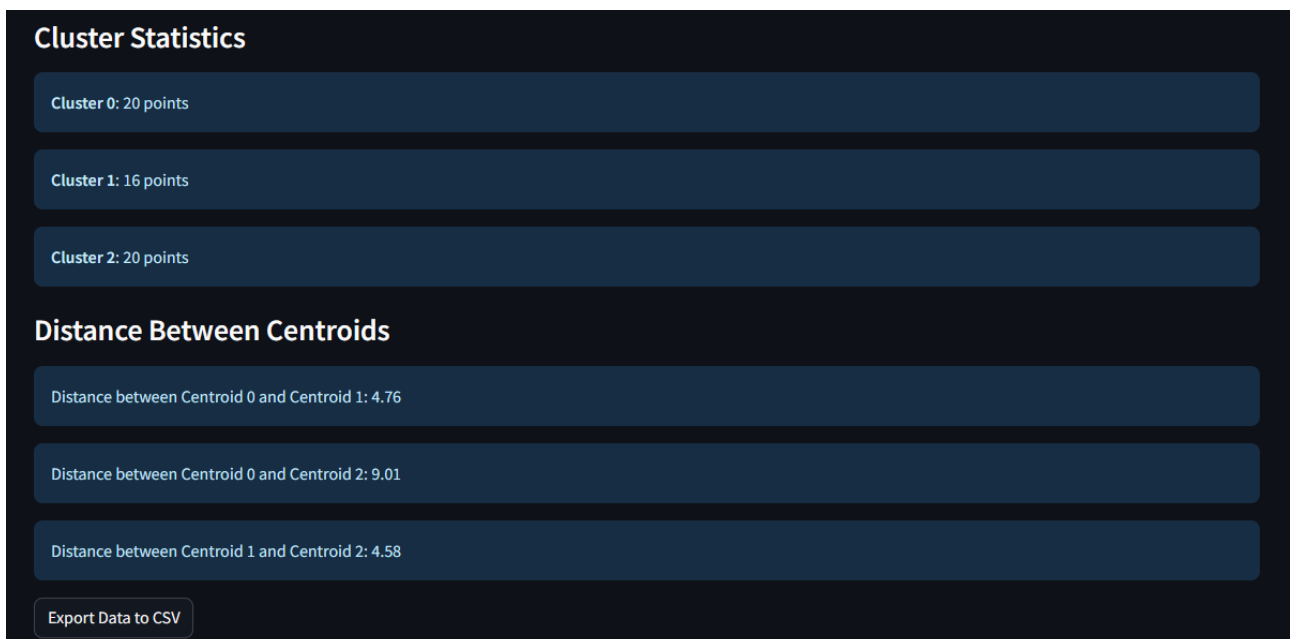 Cluster Statistics
Cluster 0: 20 points
Cluster 1: 16 points
Cluster 2: 20 points
Distance Between Centroids
Distance between Centroid 0 and Centroid 1: 4.76
Distance between Centroid 0 and Centroid 2: 9.01
Distance between Centroid 1 and Centroid 2: 4.58
Export Data to CSV